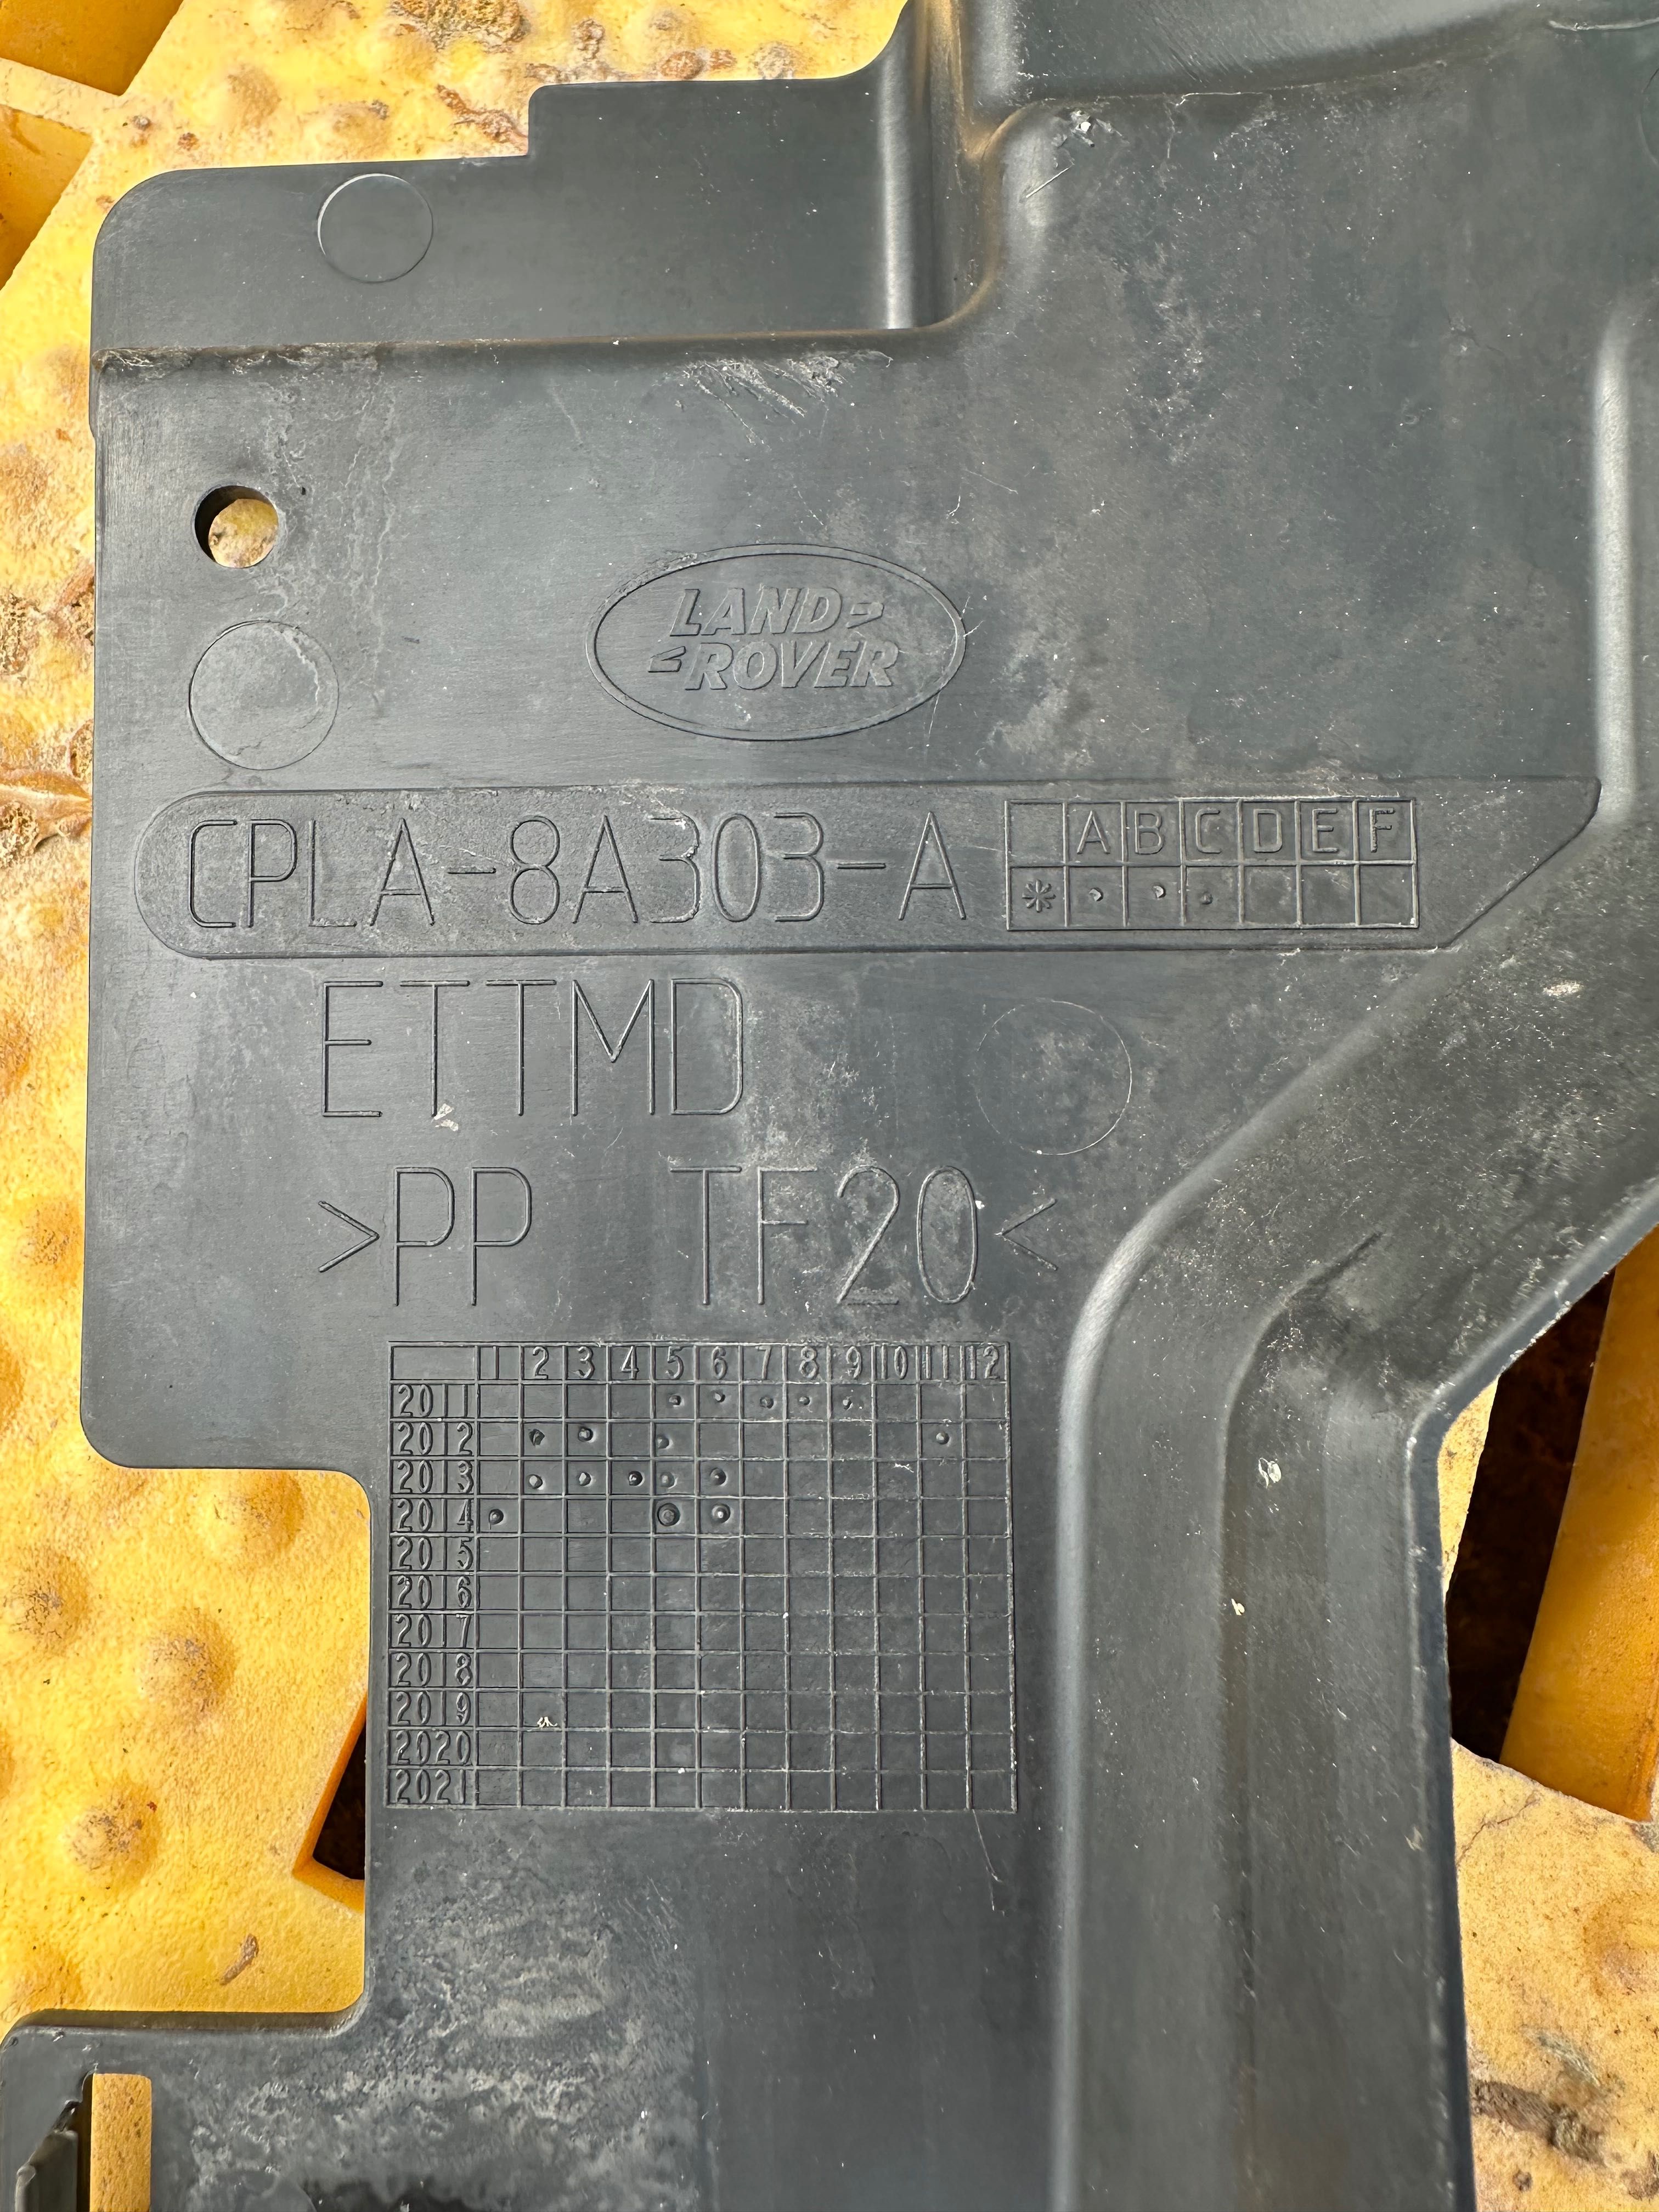 LAND
ROVER
CPLA-8A303-A
A B C D E F
*
ETTMD
>PP TF20<
1 2 3 4 5 6 7 8 9 10 11 12
2011
2012
2013
2014
2015
2016
2017
2018
2019
2020
2021